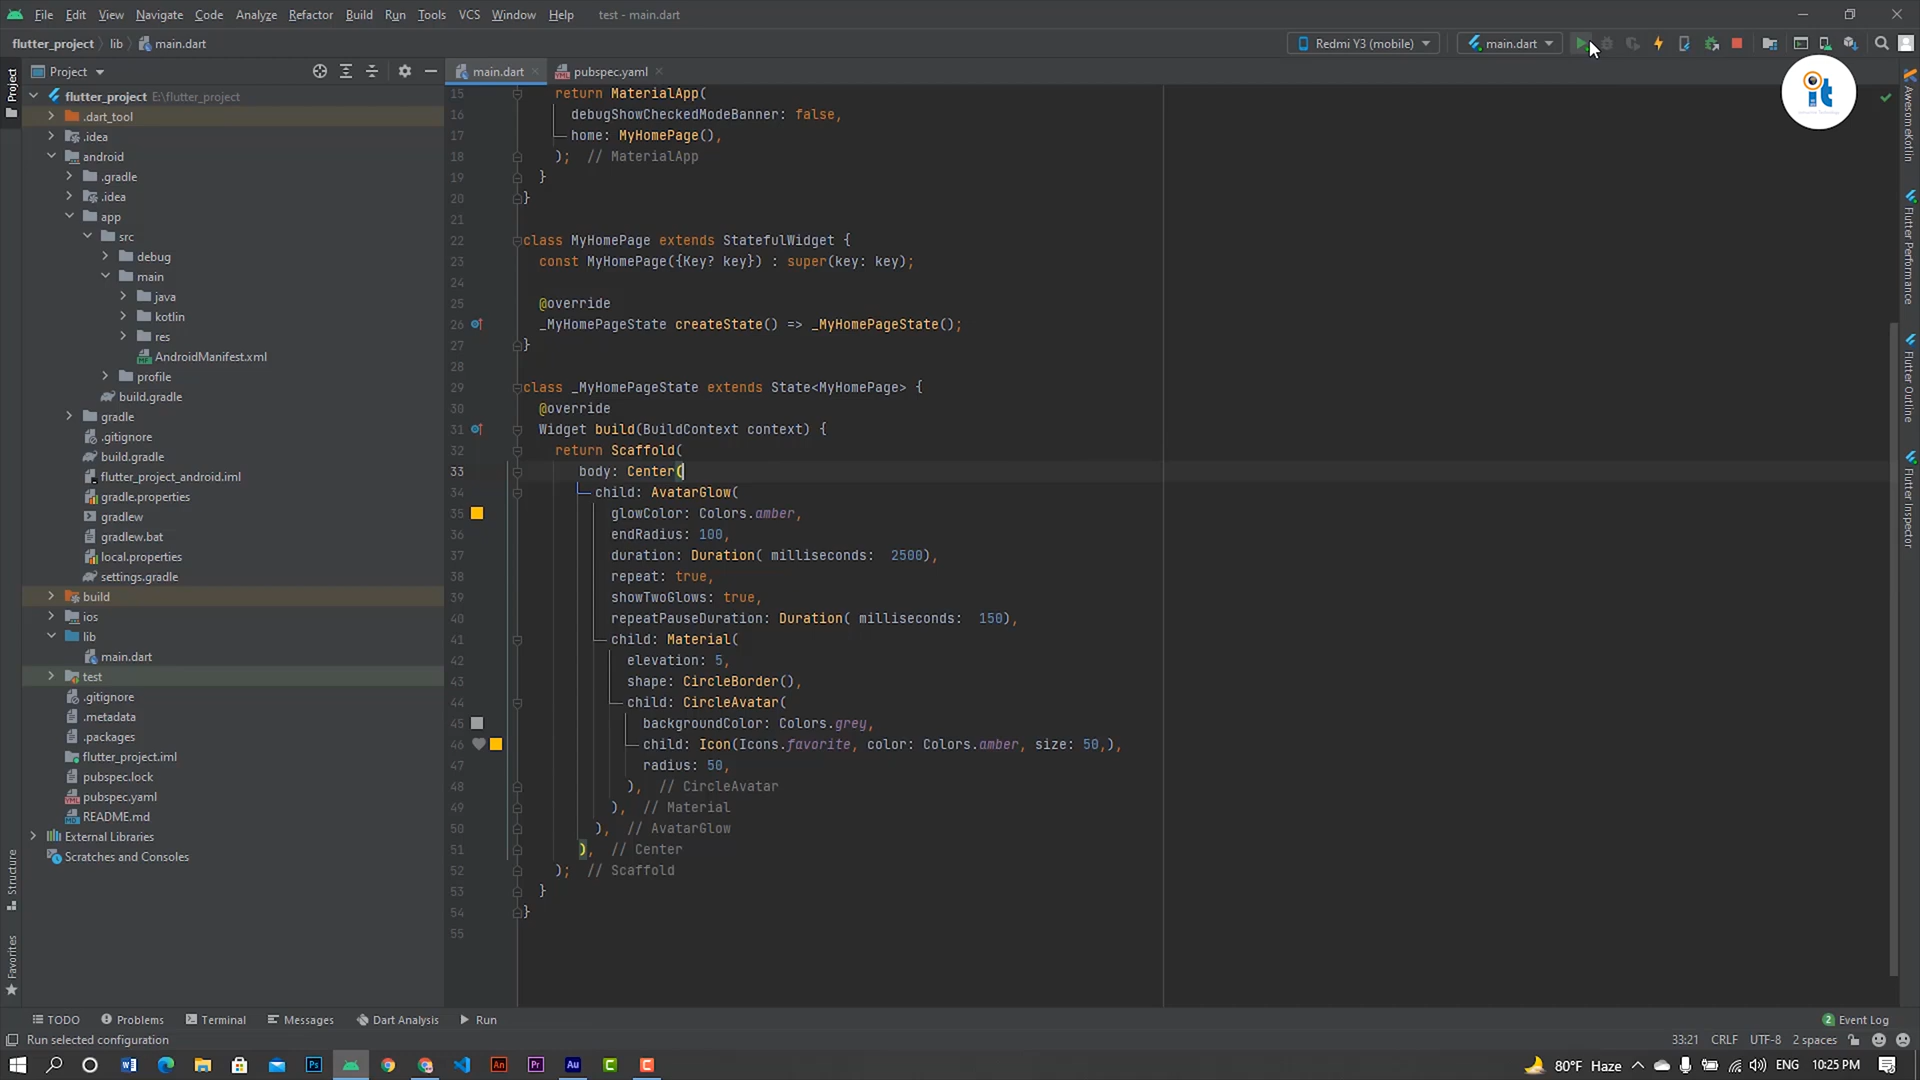 File Edit View Navigate Code Analyze Refactor Build Run Tools VCS Window Help test - main.dart
flutter_project lib main.dart Redmi Y3 (mobile) main.dart
Project main.dart pubspec.yaml
flutter_project E:\flutter_project
.dart_tool
.idea
android
.gradle
.idea
app
src
debug
main
java
kotlin
res
AndroidManifest.xml
profile
build.gradle
gradle
.gitignore
build.gradle
flutter_project_android.iml
gradle.properties
gradlew
gradlew.bat
local.properties
settings.gradle
build
ios
lib
main.dart
test
.gitignore
.metadata
.packages
flutter_project.iml
pubspec.lock
pubspec.yaml
README.md
External Libraries
Scratches and Consoles
15 return MaterialApp(
16 debugShowCheckedModeBanner: false,
17 home: MyHomePage(),
18 ); // MaterialApp
19 }
20 }
21
22 class MyHomePage extends StatefulWidget {
23 const MyHomePage({Key? key}) : super(key: key);
24
25 @override
26 _MyHomePageState createState() => _MyHomePageState();
27 }
28
29 class _MyHomePageState extends State<MyHomePage> {
30 @override
31 Widget build(BuildContext context) {
32 return Scaffold(
33 body: Center(
34 child: AvatarGlow(
35 glowColor: Colors.amber,
36 endRadius: 100,
37 duration: Duration( milliseconds: 2500),
38 repeat: true,
39 showTwoGlows: true,
40 repeatPauseDuration: Duration( milliseconds: 150),
41 child: Material(
42 elevation: 5,
43 shape: CircleBorder(),
44 child: CircleAvatar(
45 backgroundColor: Colors.grey,
46 child: Icon(Icons.favorite, color: Colors.amber, size: 50,),
47 radius: 50,
48 ), // CircleAvatar
49 ), // Material
50 ), // AvatarGlow
51 ), // Center
52 ); // Scaffold
53 }
54 }
55
Project
Structure
Favorites
it
AwesomeKotlin
Flutter Performance
Flutter Outline
Flutter Inspector
TODO Problems Terminal Messages Dart Analysis Run 2 Event Log
Run selected configuration 33:21 CRLF UTF-8 2 spaces
80°F Haze ENG 10:25 PM